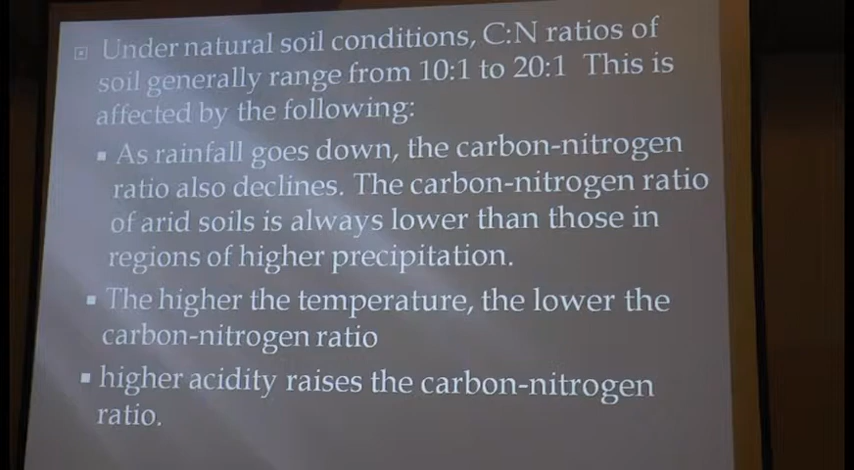 Under natural soil conditions, C:N ratios of
soil generally range from 10:1 to 20:1 This is
affected by the following:
As rainfall goes down, the carbon-nitrogen
ratio also declines. The carbon-nitrogen ratio
of arid soils is always lower than those in
regions of higher precipitation.
The higher the temperature, the lower the
carbon-nitrogen ratio
higher acidity raises the carbon-nitrogen
ratio.